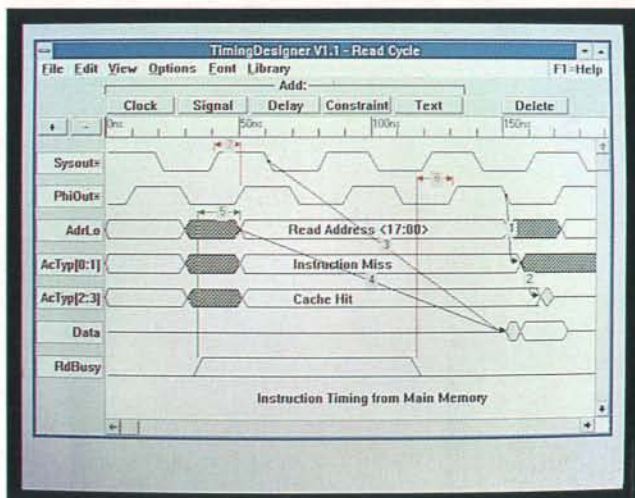 TimingDesigner V1.1 - Read Cycle
File Edit View Options Font Library F1=Help
Add:
Clock Signal Delay Constraint Text Delete
+ - 0ns 50ns 100ns 150ns
7
Sysout*
6
PhiOut*
5
AdrLo Read Address <17:00> 1
3
AcTyp[0:1] Instruction Miss
4 2
AcTyp[2:3] Cache Hit
Data
RdBusy
Instruction Timing from Main Memory